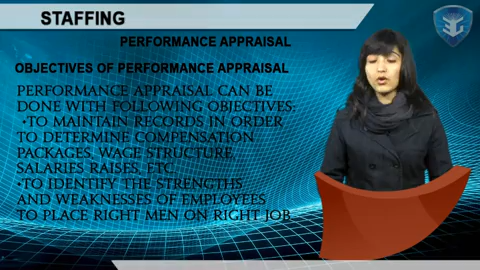 STAFFING
PERFORMANCE APPRAISAL
OBJECTIVES OF PERFORMANCE APPRAISAL
PERFORMANCE APPRAISAL CAN BE
DONE WITH FOLLOWING OBJECTIVES:
•TO MAINTAIN RECORDS IN ORDER
TO DETERMINE COMPENSATION
PACKAGES, WAGE STRUCTURE,
SALARIES RAISES, ETC.
•TO IDENTIFY THE STRENGTHS
AND WEAKNESSES OF EMPLOYEES
TO PLACE RIGHT MEN ON RIGHT JOB.